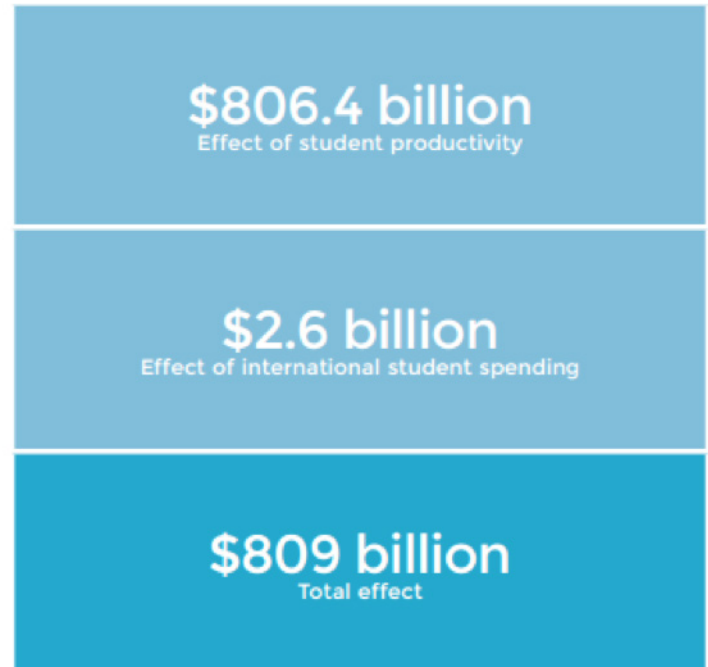 $806.4 billion
Effect of student productivity
$2.6 billion
Effect of international student spending
$809 billion
Total effect